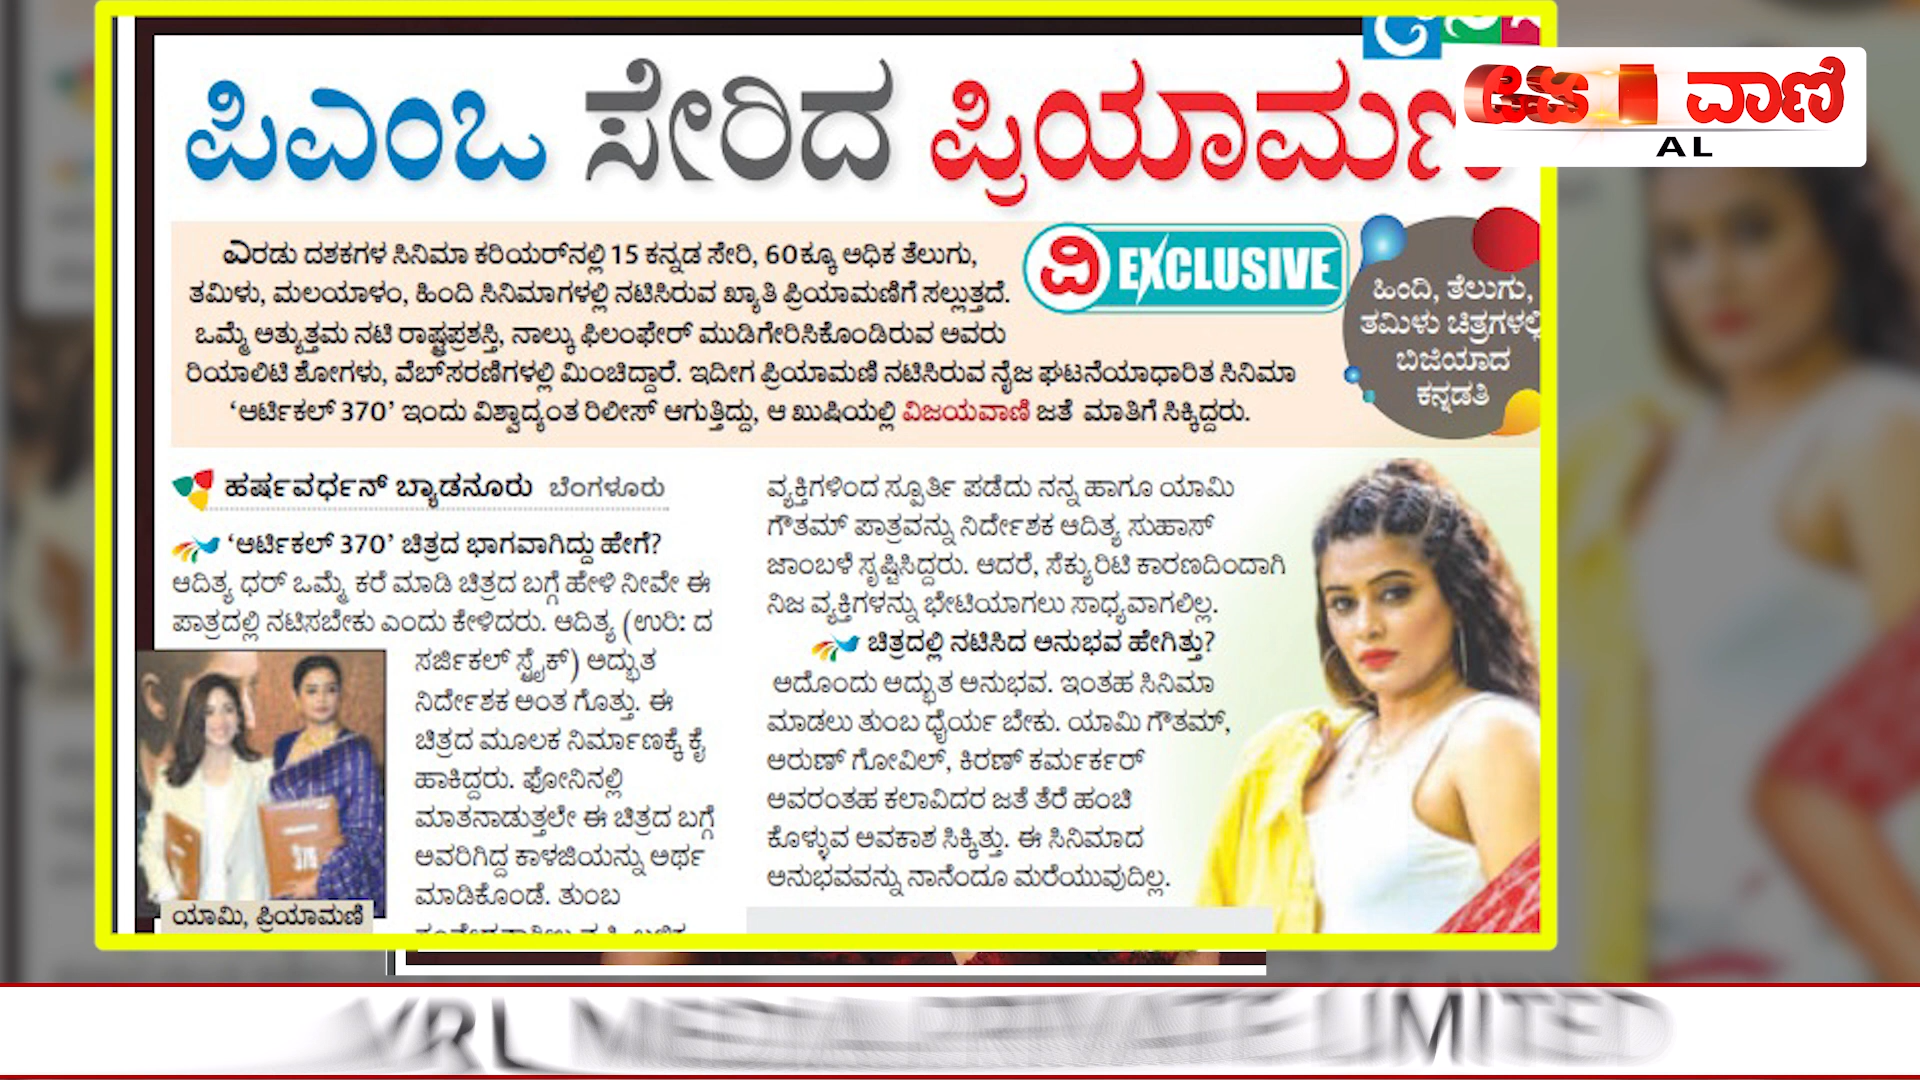 ಪಿಎಂಒ ಸೇರಿದ ಪ್ರಿಯಾಮಣಿ
ವಾಣಿ
AL
ಎರಡು ದಶಕಗಳ ಸಿನಿಮಾ ಕರಿಯರ್‌ನಲ್ಲಿ 15 ಕನ್ನಡ ಸೇರಿ, 60ಕ್ಕೂ ಅಧಿಕ ತೆಲುಗು,
ತಮಿಳು, ಮಲಯಾಳಂ, ಹಿಂದಿ ಸಿನಿಮಾಗಳಲ್ಲಿ ನಟಿಸಿರುವ ಖ್ಯಾತಿ ಪ್ರಿಯಾಮಣಿಗೆ ಸಲ್ಲುತ್ತದೆ.
ಒಮ್ಮೆ ಅತ್ಯುತ್ತಮ ನಟಿ ರಾಷ್ಟ್ರಪ್ರಶಸ್ತಿ, ನಾಲ್ಕು ಫಿಲಂಫೇರ್ ಮುಡಿಗೇರಿಸಿಕೊಂಡಿರುವ ಅವರು
ರಿಯಾಲಿಟಿ ಶೋಗಳು, ವೆಬ್‌ಸರಣಿಗಳಲ್ಲಿ ಮಿಂಚಿದ್ದಾರೆ. ಇದೀಗ ಪ್ರಿಯಾಮಣಿ ನಟಿಸಿರುವ ನೈಜ ಘಟನೆಯಾಧಾರಿತ ಸಿನಿಮಾ
‘ಆರ್ಟಿಕಲ್ 370’ ಇಂದು ವಿಶ್ವಾದ್ಯಂತ ರಿಲೀಸ್ ಆಗುತ್ತಿದ್ದು, ಆ ಖುಷಿಯಲ್ಲಿ ವಿಜಯವಾಣಿ ಜತೆ ಮಾತಿಗೆ ಸಿಕ್ಕಿದ್ದರು.
ವಿ EXCLUSIVE
ಹಿಂದಿ, ತೆಲುಗು,
ತಮಿಳು ಚಿತ್ರಗಳಲ್ಲಿ
ಬಿಜಿಯಾದ
ಕನ್ನಡತಿ
ಹರ್ಷವರ್ಧನ್ ಬ್ಯಾಡನೂರು ಬೆಂಗಳೂರು
‘ಆರ್ಟಿಕಲ್ 370’ ಚಿತ್ರದ ಭಾಗವಾಗಿದ್ದು ಹೇಗೆ?
ಆದಿತ್ಯ ಧರ್ ಒಮ್ಮೆ ಕರೆ ಮಾಡಿ ಚಿತ್ರದ ಬಗ್ಗೆ ಹೇಳಿ ನೀವೇ ಈ
ಪಾತ್ರದಲ್ಲಿ ನಟಿಸಬೇಕು ಎಂದು ಕೇಳಿದರು. ಆದಿತ್ಯ (ಉರಿ: ದ
ಸರ್ಜಿಕಲ್ ಸ್ಟ್ರೈಕ್) ಅದ್ಭುತ
ನಿರ್ದೇಶಕ ಅಂತ ಗೊತ್ತು. ಈ
ಚಿತ್ರದ ಮೂಲಕ ನಿರ್ಮಾಣಕ್ಕೆ ಕೈ
ಹಾಕಿದ್ದರು. ಫೋನಿನಲ್ಲಿ
ಮಾತನಾಡುತ್ತಲೇ ಈ ಚಿತ್ರದ ಬಗ್ಗೆ
ಅವರಿಗಿದ್ದ ಕಾಳಜಿಯನ್ನು ಅರ್ಥ
ಮಾಡಿಕೊಂಡೆ. ತುಂಬ
ಯಾಮಿ, ಪ್ರಿಯಾಮಣಿ
ವ್ಯಕ್ತಿಗಳಿಂದ ಸ್ಫೂರ್ತಿ ಪಡೆದು ನನ್ನ ಹಾಗೂ ಯಾಮಿ
ಗೌತಮ್ ಪಾತ್ರವನ್ನು ನಿರ್ದೇಶಕ ಆದಿತ್ಯ ಸುಹಾಸ್
ಜಾಂಬಳೆ ಸೃಷ್ಟಿಸಿದ್ದರು. ಆದರೆ, ಸೆಕ್ಯುರಿಟಿ ಕಾರಣದಿಂದಾಗಿ
ನಿಜ ವ್ಯಕ್ತಿಗಳನ್ನು ಭೇಟಿಯಾಗಲು ಸಾಧ್ಯವಾಗಲಿಲ್ಲ.
ಚಿತ್ರದಲ್ಲಿ ನಟಿಸಿದ ಅನುಭವ ಹೇಗಿತ್ತು?
ಅದೊಂದು ಅದ್ಭುತ ಅನುಭವ. ಇಂತಹ ಸಿನಿಮಾ
ಮಾಡಲು ತುಂಬ ಧೈರ್ಯ ಬೇಕು. ಯಾಮಿ ಗೌತಮ್,
ಅರುಣ್ ಗೋವಿಲ್, ಕಿರಣ್ ಕರ್ಮರ್ಕರ್
ಅವರಂತಹ ಕಲಾವಿದರ ಜತೆ ತೆರೆ ಹಂಚಿ
ಕೊಳ್ಳುವ ಅವಕಾಶ ಸಿಕ್ಕಿತ್ತು. ಈ ಸಿನಿಮಾದ
ಅನುಭವವನ್ನು ನಾನೆಂದೂ ಮರೆಯುವುದಿಲ್ಲ.
VRL MEDIA PRIVATE LIMITED